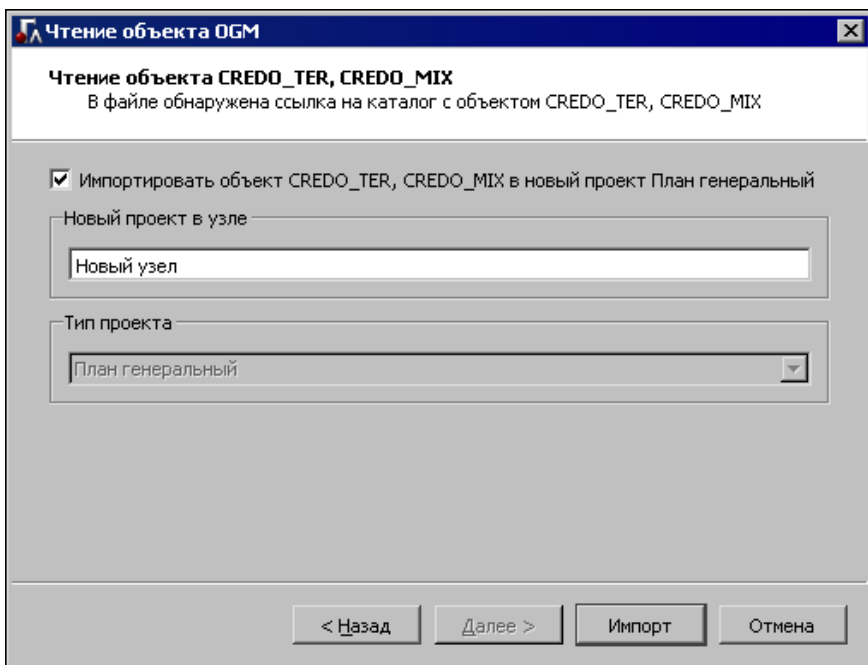 Чтение объекта OGM
Чтение объекта CREDO_TER, CREDO_MIX
В файле обнаружена ссылка на каталог с объектом CREDO_TER, CREDO_MIX
Импортировать объект CREDO_TER, CREDO_MIX в новый проект План генеральный
Новый проект в узле
Новый узел
Тип проекта
План генеральный
< Назад Далее > Импорт Отмена